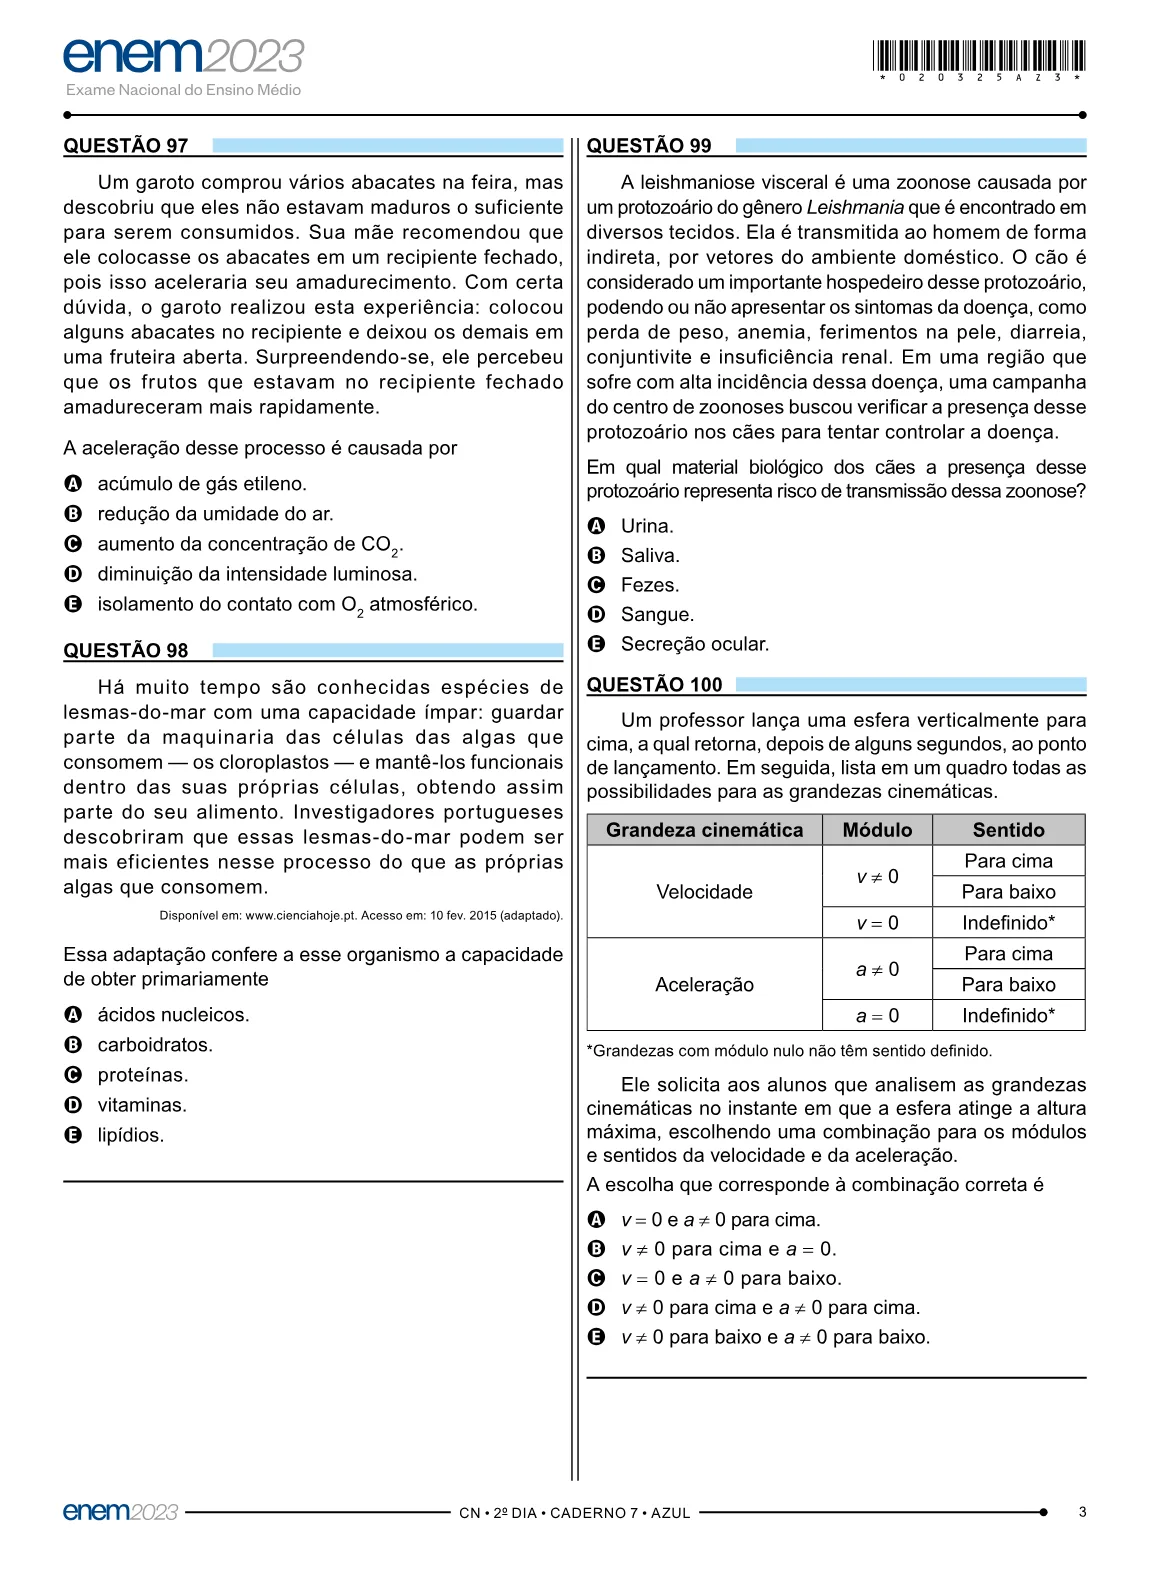 enem2023
Exame Nacional do Ensino Médio
*020325AZ3*
QUESTÃO 97
Um garoto comprou vários abacates na feira, mas
descobriu que eles não estavam maduros o suficiente
para serem consumidos. Sua mãe recomendou que
ele colocasse os abacates em um recipiente fechado,
pois isso aceleraria seu amadurecimento. Com certa
dúvida, o garoto realizou esta experiência: colocou
alguns abacates no recipiente e deixou os demais em
uma fruteira aberta. Surpreendendo-se, ele percebeu
que os frutos que estavam no recipiente fechado
amadureceram mais rapidamente.
A aceleração desse processo é causada por
A acúmulo de gás etileno.
B redução da umidade do ar.
C aumento da concentração de CO2.
D diminuição da intensidade luminosa.
E isolamento do contato com O2 atmosférico.
QUESTÃO 98
Há muito tempo são conhecidas espécies de
lesmas-do-mar com uma capacidade ímpar: guardar
parte da maquinaria das células das algas que
consomem — os cloroplastos — e mantê-los funcionais
dentro das suas próprias células, obtendo assim
parte do seu alimento. Investigadores portugueses
descobriram que essas lesmas-do-mar podem ser
mais eficientes nesse processo do que as próprias
algas que consomem.
Disponível em: www.cienciahoje.pt. Acesso em: 10 fev. 2015 (adaptado).
Essa adaptação confere a esse organismo a capacidade
de obter primariamente
A ácidos nucleicos.
B carboidratos.
C proteínas.
D vitaminas.
E lipídios.
QUESTÃO 99
A leishmaniose visceral é uma zoonose causada por
um protozoário do gênero Leishmania que é encontrado em
diversos tecidos. Ela é transmitida ao homem de forma
indireta, por vetores do ambiente doméstico. O cão é
considerado um importante hospedeiro desse protozoário,
podendo ou não apresentar os sintomas da doença, como
perda de peso, anemia, ferimentos na pele, diarreia,
conjuntivite e insuficiência renal. Em uma região que
sofre com alta incidência dessa doença, uma campanha
do centro de zoonoses buscou verificar a presença desse
protozoário nos cães para tentar controlar a doença.
Em qual material biológico dos cães a presença desse
protozoário representa risco de transmissão dessa zoonose?
A Urina.
B Saliva.
C Fezes.
D Sangue.
E Secreção ocular.
QUESTÃO 100
Um professor lança uma esfera verticalmente para
cima, a qual retorna, depois de alguns segundos, ao ponto
de lançamento. Em seguida, lista em um quadro todas as
possibilidades para as grandezas cinemáticas.
Grandeza cinemática Módulo Sentido
Velocidade v ≠ 0 Para cima
Para baixo
v = 0 Indefinido*
Aceleração a ≠ 0 Para cima
Para baixo
a = 0 Indefinido*
*Grandezas com módulo nulo não têm sentido definido.
Ele solicita aos alunos que analisem as grandezas
cinemáticas no instante em que a esfera atinge a altura
máxima, escolhendo uma combinação para os módulos
e sentidos da velocidade e da aceleração.
A escolha que corresponde à combinação correta é
A v = 0 e a ≠ 0 para cima.
B v ≠ 0 para cima e a = 0.
C v = 0 e a ≠ 0 para baixo.
D v ≠ 0 para cima e a ≠ 0 para cima.
E v ≠ 0 para baixo e a ≠ 0 para baixo.
enem2023
CN • 2º DIA • CADERNO 7 • AZUL
3